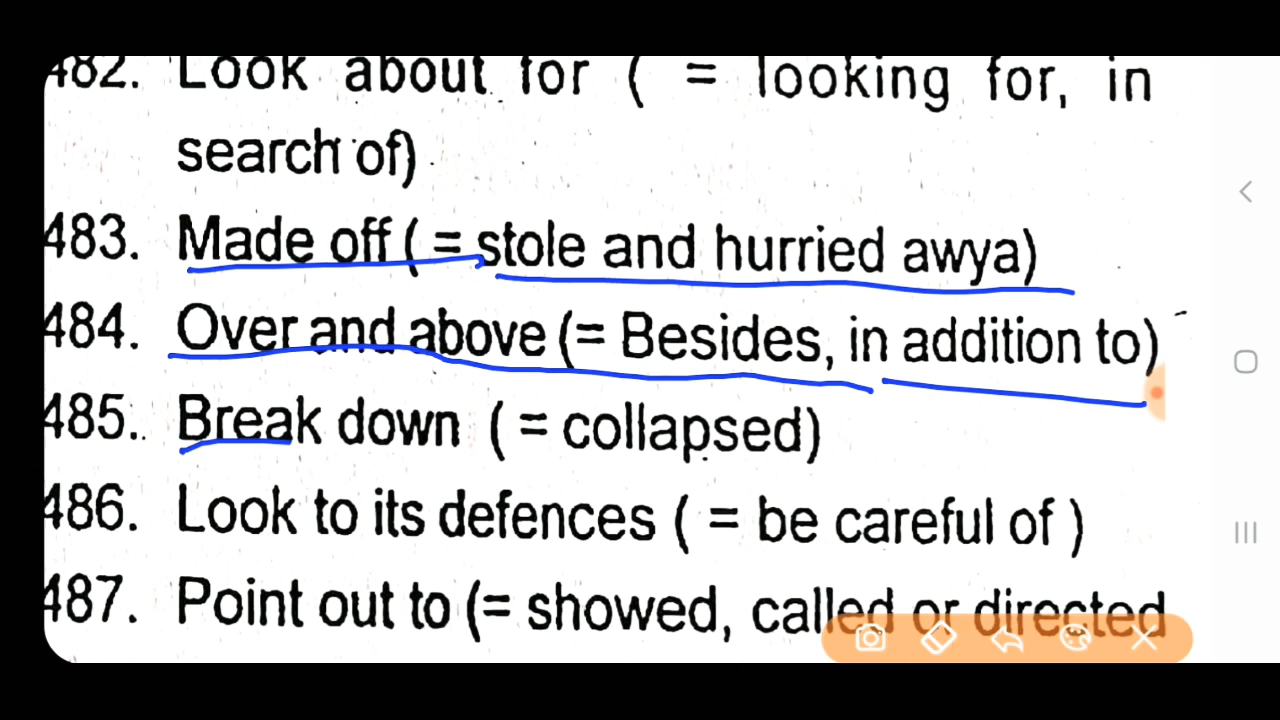 482. Look about for ( = looking for, in
search of)
483. Made off ( = stole and hurried awya)
484. Over and above (= Besides, in addition to)
485. Break down ( = collapsed)
486. Look to its defences ( = be careful of )
487. Point out to (= showed, called or directed